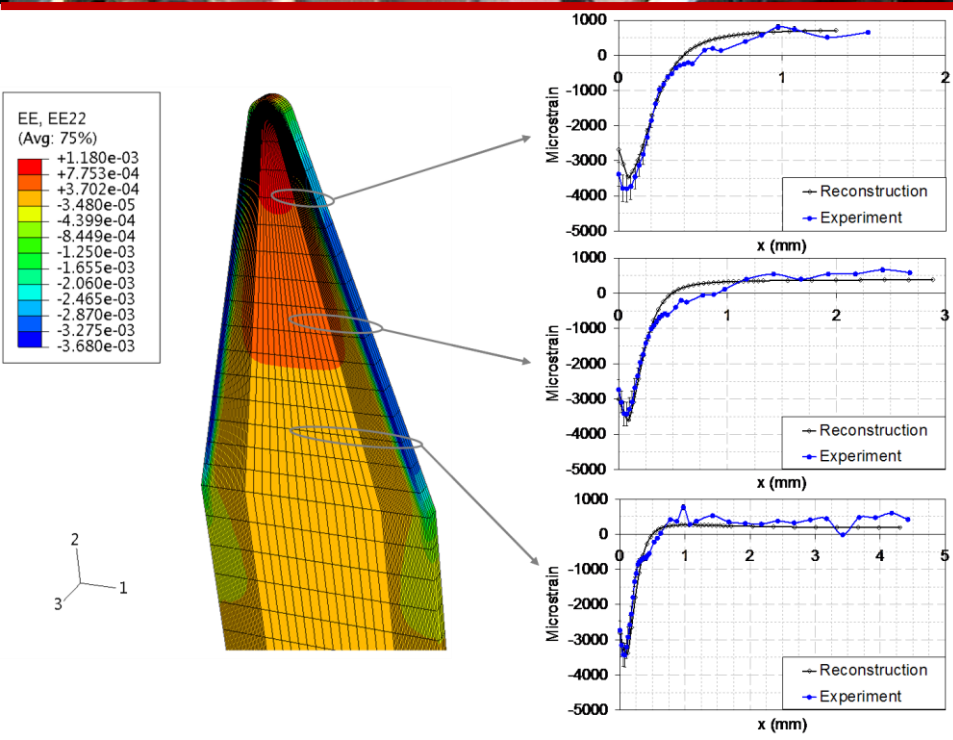 EE, EE22
(Avg: 75%)
+1.180e-03
+7.753e-04
+3.702e-04
-3.480e-05
-4.399e-04
-8.449e-04
-1.250e-03
-1.655e-03
-2.060e-03
-2.465e-03
-2.870e-03
-3.275e-03
-3.680e-03
2
1
3
1000
0
-1000
-2000
-3000
-4000
-5000
0 1 2
Microstrain
x (mm)
Reconstruction
Experiment
1000
0
-1000
-2000
-3000
-4000
-5000
0 1 2 3
Microstrain
x (mm)
Reconstruction
Experiment
1000
0
-1000
-2000
-3000
-4000
-5000
0 1 2 3 4 5
Microstrain
x (mm)
Reconstruction
Experiment